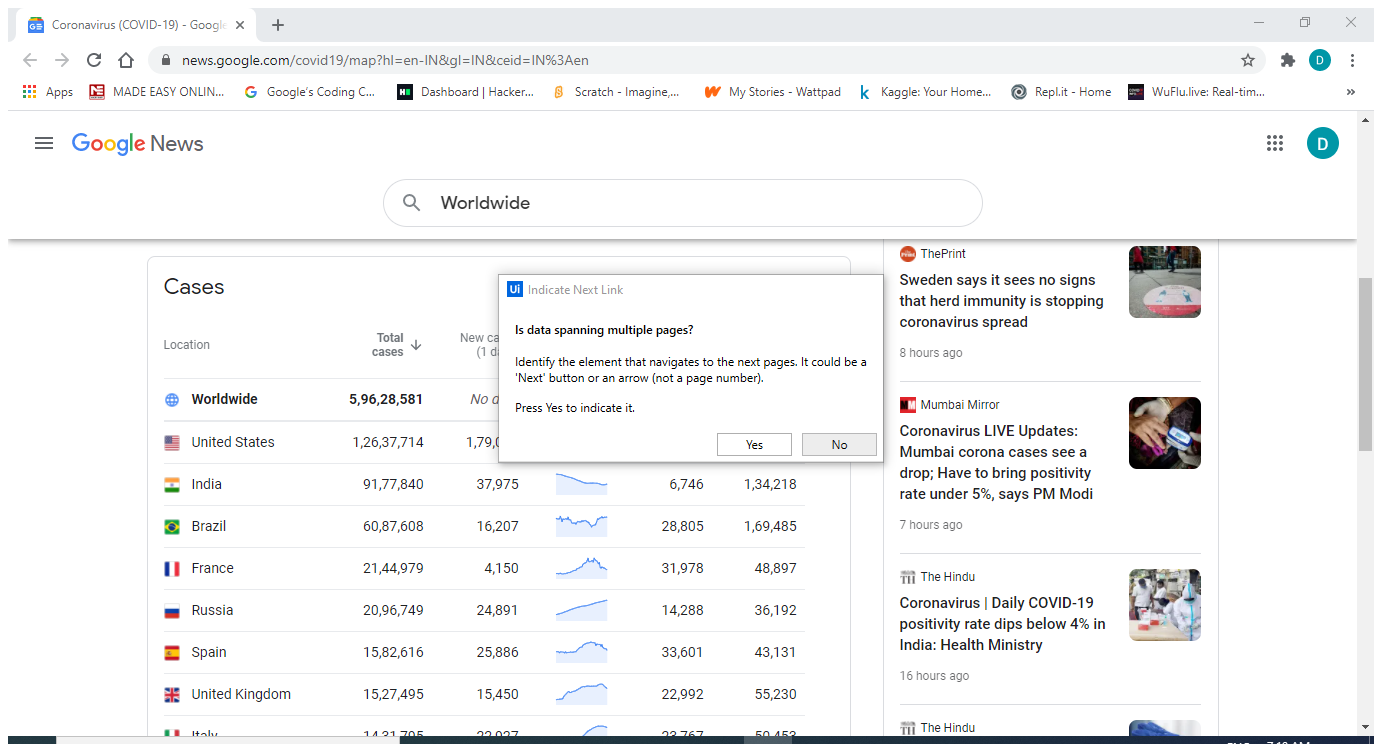 Coronavirus (COVID-19) - Google
news.google.com/covid19/map?hl=en-IN&gl=IN&ceid=IN%3Aen
D
Apps
MADE EASY ONLIN...
Google's Coding C...
Dashboard | Hacker...
Scratch - Imagine,...
My Stories - Wattpad
Kaggle: Your Home...
Repl.it - Home
WuFlu.live: Real-tim...
»
Google News
D
Worldwide
Cases
Location
Total
cases
New ca
(1 da
Worldwide 5,96,28,581 No d
United States 1,26,37,714 1,79,0
India 91,77,840 37,975 6,746 1,34,218
Brazil 60,87,608 16,207 28,805 1,69,485
France 21,44,979 4,150 31,978 48,897
Russia 20,96,749 24,891 14,288 36,192
Spain 15,82,616 25,886 33,601 43,131
United Kingdom 15,27,495 15,450 22,992 55,230
Italy 14,31,795 22,927 23,767 50,453
Ui Indicate Next Link
Is data spanning multiple pages?
Identify the element that navigates to the next pages. It could be a
'Next' button or an arrow (not a page number).
Press Yes to indicate it.
Yes
No
ThePrint
Sweden says it sees no signs
that herd immunity is stopping
coronavirus spread
8 hours ago
Mumbai Mirror
Coronavirus LIVE Updates:
Mumbai corona cases see a
drop; Have to bring positivity
rate under 5%, says PM Modi
7 hours ago
The Hindu
Coronavirus | Daily COVID-19
positivity rate dips below 4% in
India: Health Ministry
16 hours ago
The Hindu